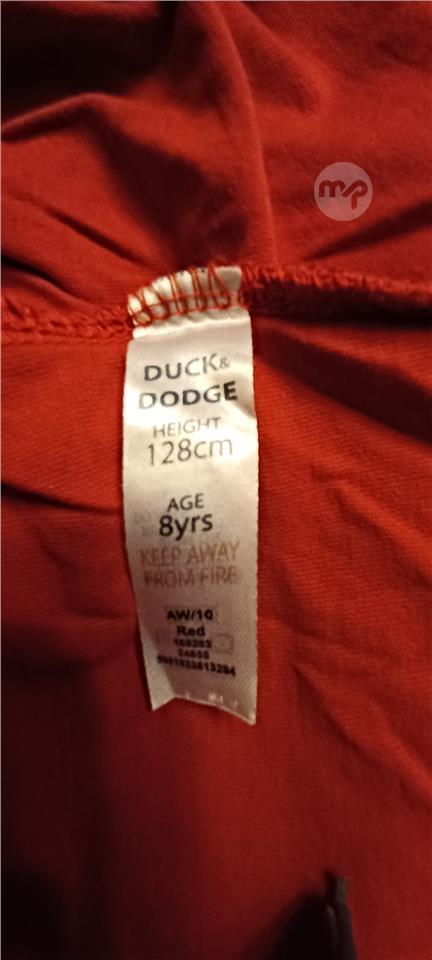 mp
DUCK&
DODGE
HEIGHT
128cm
AGE
8yrs
KEEP AWAY
FROM FIRE
AW/10
Red